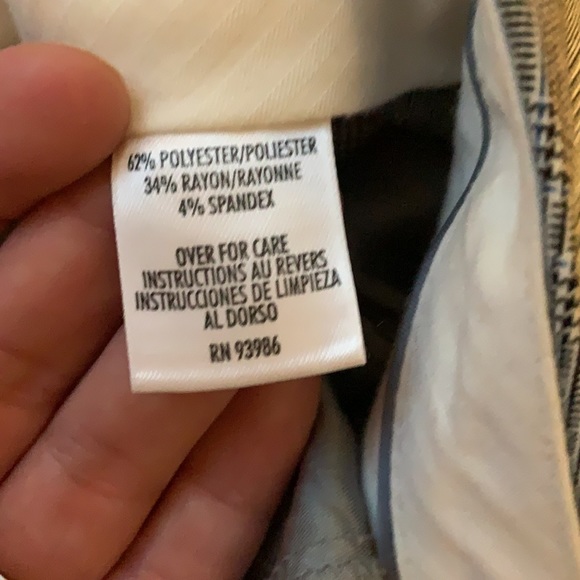 62% POLYESTER/POLIESTER
34% RAYON/RAYONNE
4% SPANDEX
OVER FOR CARE
INSTRUCTIONS AU REVERS
INSTRUCCIONES DE LIMPIEZA
AL DORSO
RN 93986